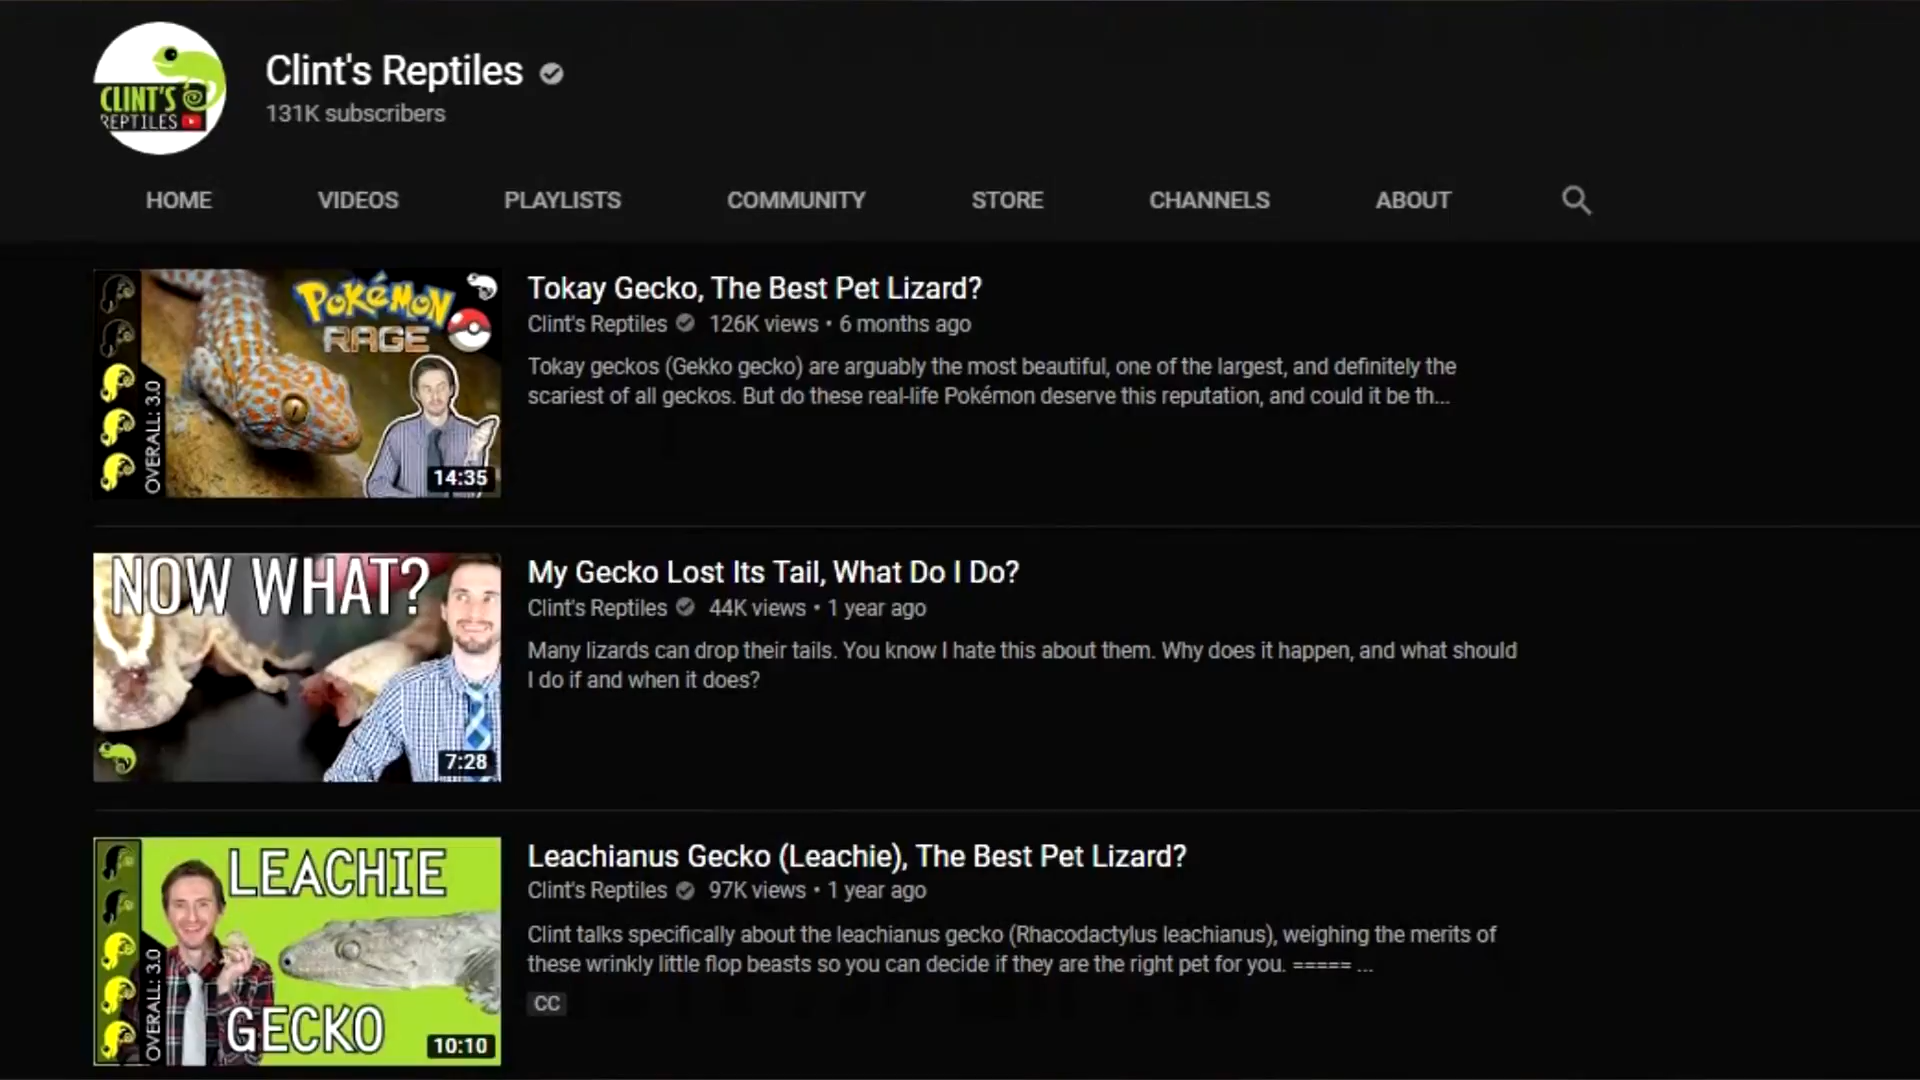 CLINT'S
REPTILES
Clint's Reptiles
131K subscribers
HOME VIDEOS PLAYLISTS COMMUNITY STORE CHANNELS ABOUT
POKéMON
RAGE
OVERALL: 3.0
14:35
Tokay Gecko, The Best Pet Lizard?
Clint's Reptiles 126K views • 6 months ago
Tokay geckos (Gekko gecko) are arguably the most beautiful, one of the largest, and definitely the
scariest of all geckos. But do these real-life Pokémon deserve this reputation, and could it be th...
NOW WHAT?
7:28
My Gecko Lost Its Tail, What Do I Do?
Clint's Reptiles 44K views • 1 year ago
Many lizards can drop their tails. You know I hate this about them. Why does it happen, and what should
I do if and when it does?
LEACHIE
GECKO
OVERALL: 3.0
10:10
Leachianus Gecko (Leachie), The Best Pet Lizard?
Clint's Reptiles 97K views • 1 year ago
Clint talks specifically about the leachianus gecko (Rhacodactylus leachianus), weighing the merits of
these wrinkly little flop beasts so you can decide if they are the right pet for you. ===== ...
CC